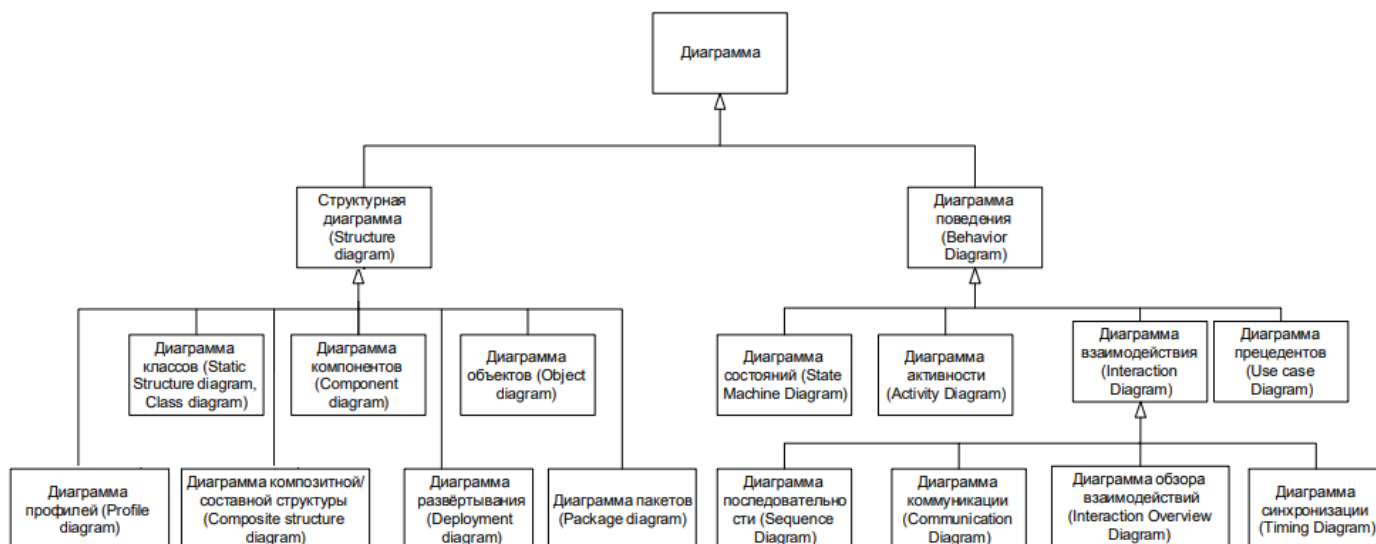 Диаграмма
Структурная
диаграмма
(Structure
diagram)
Диаграмма
поведения
(Behavior
Diagram)
Диаграмма
классов (Static
Structure diagram,
Class diagram)
Диаграмма
компонентов
(Component
diagram)
Диаграмма
объектов (Object
diagram)
Диаграмма
состояний (State
Machine Diagram)
Диаграмма
активности
(Activity Diagram)
Диаграмма
взаимодействия
(Interaction
Diagram)
Диаграмма
прецедентов
(Use case
Diagram)
Диаграмма
профилей (Profile
diagram)
Диаграмма композитной/
составной структуры
(Composite structure
diagram)
Диаграмма
развёртывания
(Deployment
diagram)
Диаграмма пакетов
(Package diagram)
Диаграмма
последовательно
сти (Sequence
Diagram)
Диаграмма
коммуникации
(Communication
Diagram)
Диаграмма обзора
взаимодействий
(Interaction Overview
Diagram)
Диаграмма
синхронизации
(Timing Diagram)